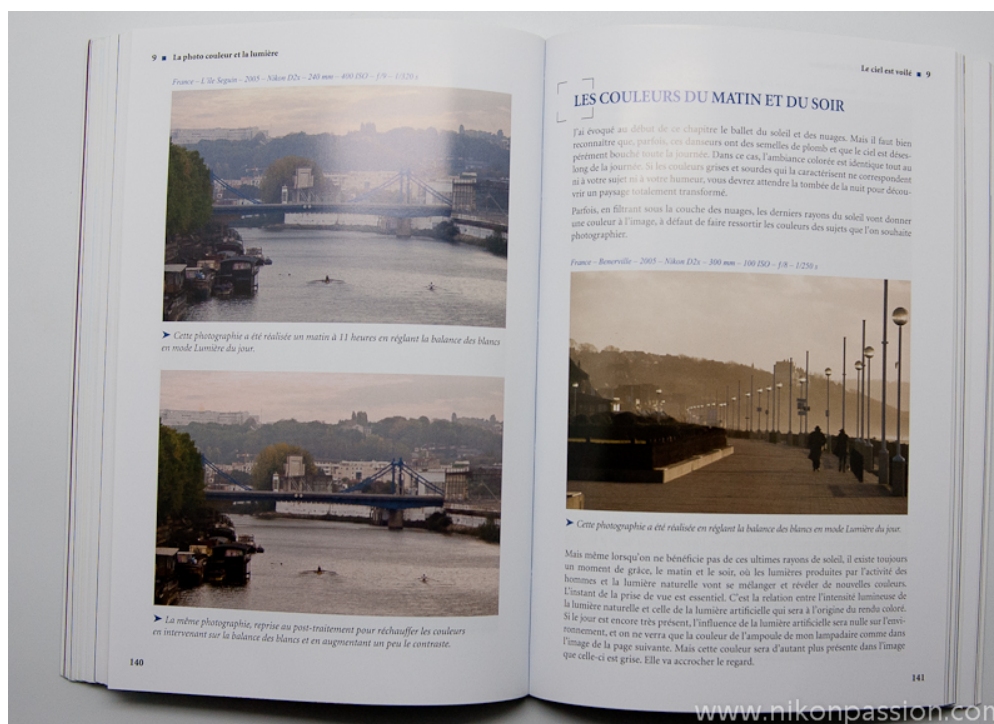 9 ■ La photo couleur et la lumière
France – L'île Seguin – 2005 – Nikon D2x – 240 mm – 400 ISO – f/9 – 1/320 s
➤ Cette photographie a été réalisée un matin à 11 heures en réglant la balance des blancs
en mode Lumière du jour.
➤ La même photographie, reprise au post-traitement pour réchauffer les couleurs
en intervenant sur la balance des blancs et en augmentant un peu le contraste.
140
Le ciel est voilé ■ 9
LES COULEURS DU MATIN ET DU SOIR
J'ai évoqué au début de ce chapitre le ballet du soleil et des nuages. Mais il faut bien
reconnaître que, parfois, ces danseurs ont des semelles de plomb et que le ciel est déses-
pérément bouché toute la journée. Dans ce cas, l'ambiance colorée est identique tout au
long de la journée. Si les couleurs grises et sourdes qui la caractérisent ne correspondent
ni à votre sujet ni à votre humeur, vous devrez attendre la tombée de la nuit pour décou-
vrir un paysage totalement transformé.
Parfois, en filtrant sous la couche des nuages, les derniers rayons du soleil vont donner
une couleur à l'image, à défaut de faire ressortir les couleurs des sujets que l'on souhaite
photographier.
France – Benerville – 2005 – Nikon D2x – 300 mm – 100 ISO – f/8 – 1/250 s
➤ Cette photographie a été réalisée en réglant la balance des blancs en mode Lumière du jour.
Mais même lorsqu'on ne bénéficie pas de ces ultimes rayons de soleil, il existe toujours
un moment de grâce, le matin et le soir, où les lumières produites par l'activité des
hommes et la lumière naturelle vont se mélanger et révéler de nouvelles couleurs.
L'instant de la prise de vue est essentiel. C'est la relation entre l'intensité lumineuse de
la lumière naturelle et celle de la lumière artificielle qui sera à l'origine du rendu coloré.
Si le jour est encore très présent, l'influence de la lumière artificielle sera nulle sur l'envi-
ronnement, et on ne verra que la couleur de l'ampoule de mon lampadaire comme dans
l'image de la page suivante. Mais cette couleur sera d'autant plus présente dans l'image
que celle-ci est grise. Elle va accrocher le regard.
141
www.nikonpassion.com